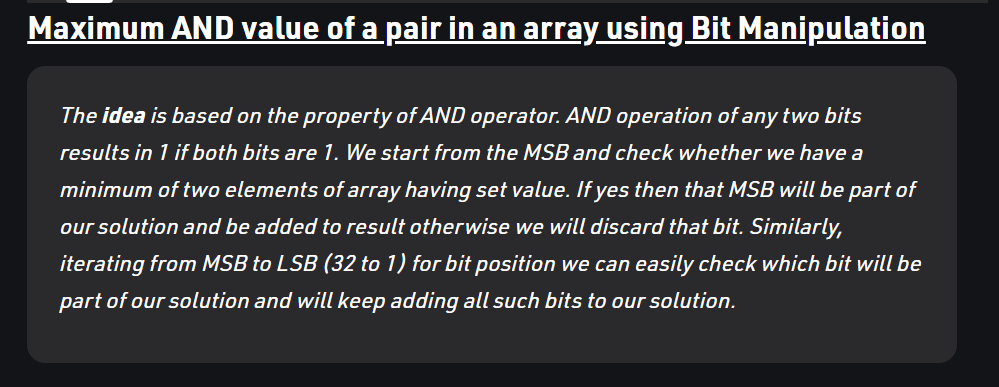 Maximum AND value of a pair in an array using Bit Manipulation
The idea is based on the property of AND operator. AND operation of any two bits
results in 1 if both bits are 1. We start from the MSB and check whether we have a
minimum of two elements of array having set value. If yes then that MSB will be part of
our solution and be added to result otherwise we will discard that bit. Similarly,
iterating from MSB to LSB (32 to 1) for bit position we can easily check which bit will be
part of our solution and will keep adding all such bits to our solution.